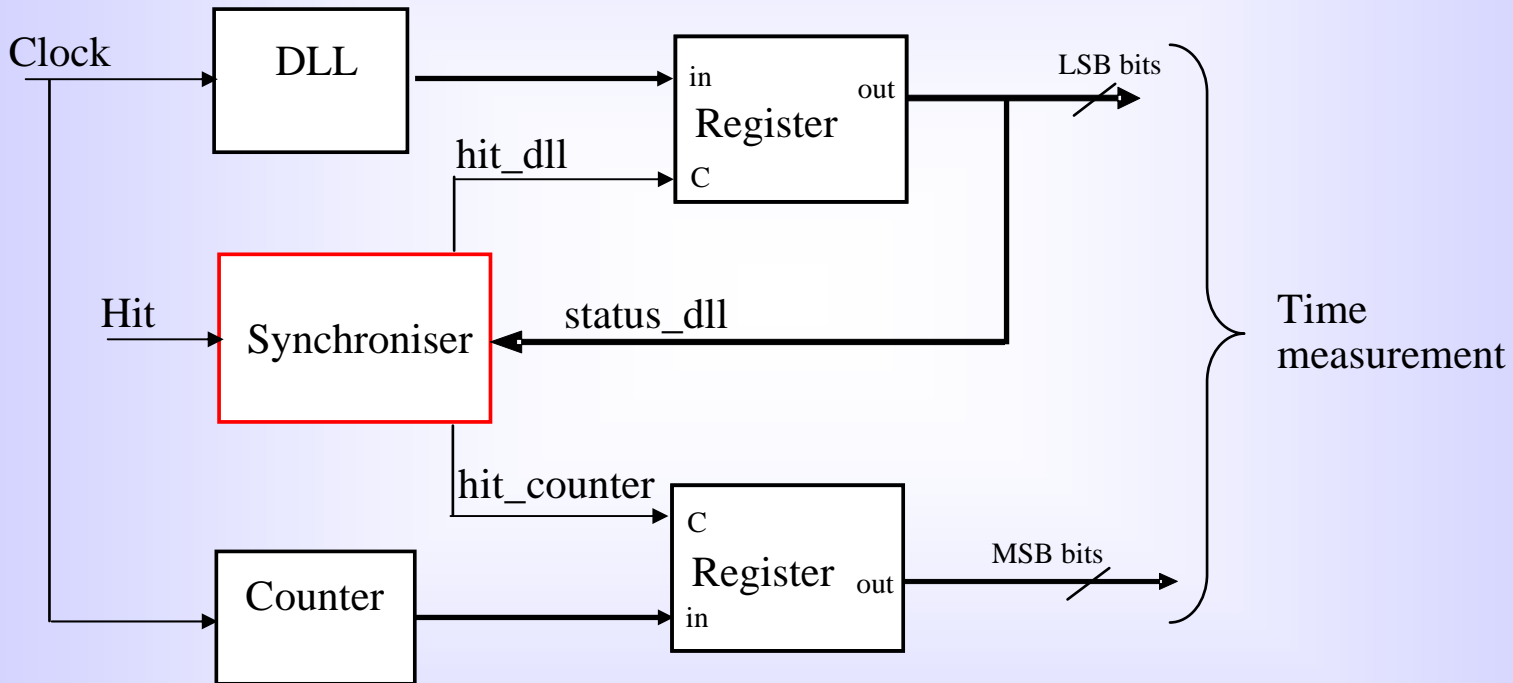 Clock
DLL
in
out
Register
C
LSB bits
hit_dll
Hit
Synchroniser
status_dll
Time
measurement
hit_counter
C
Register
out
in
MSB bits
Counter